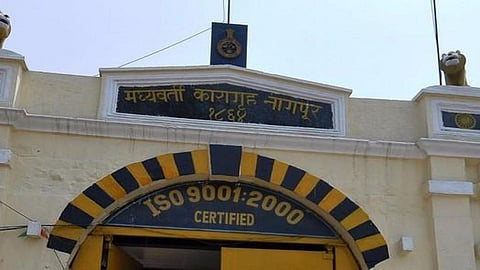 मध्यवर्ती कारागृह नागपूर
१८६४
ISO 9001:2000
CERTIFIED